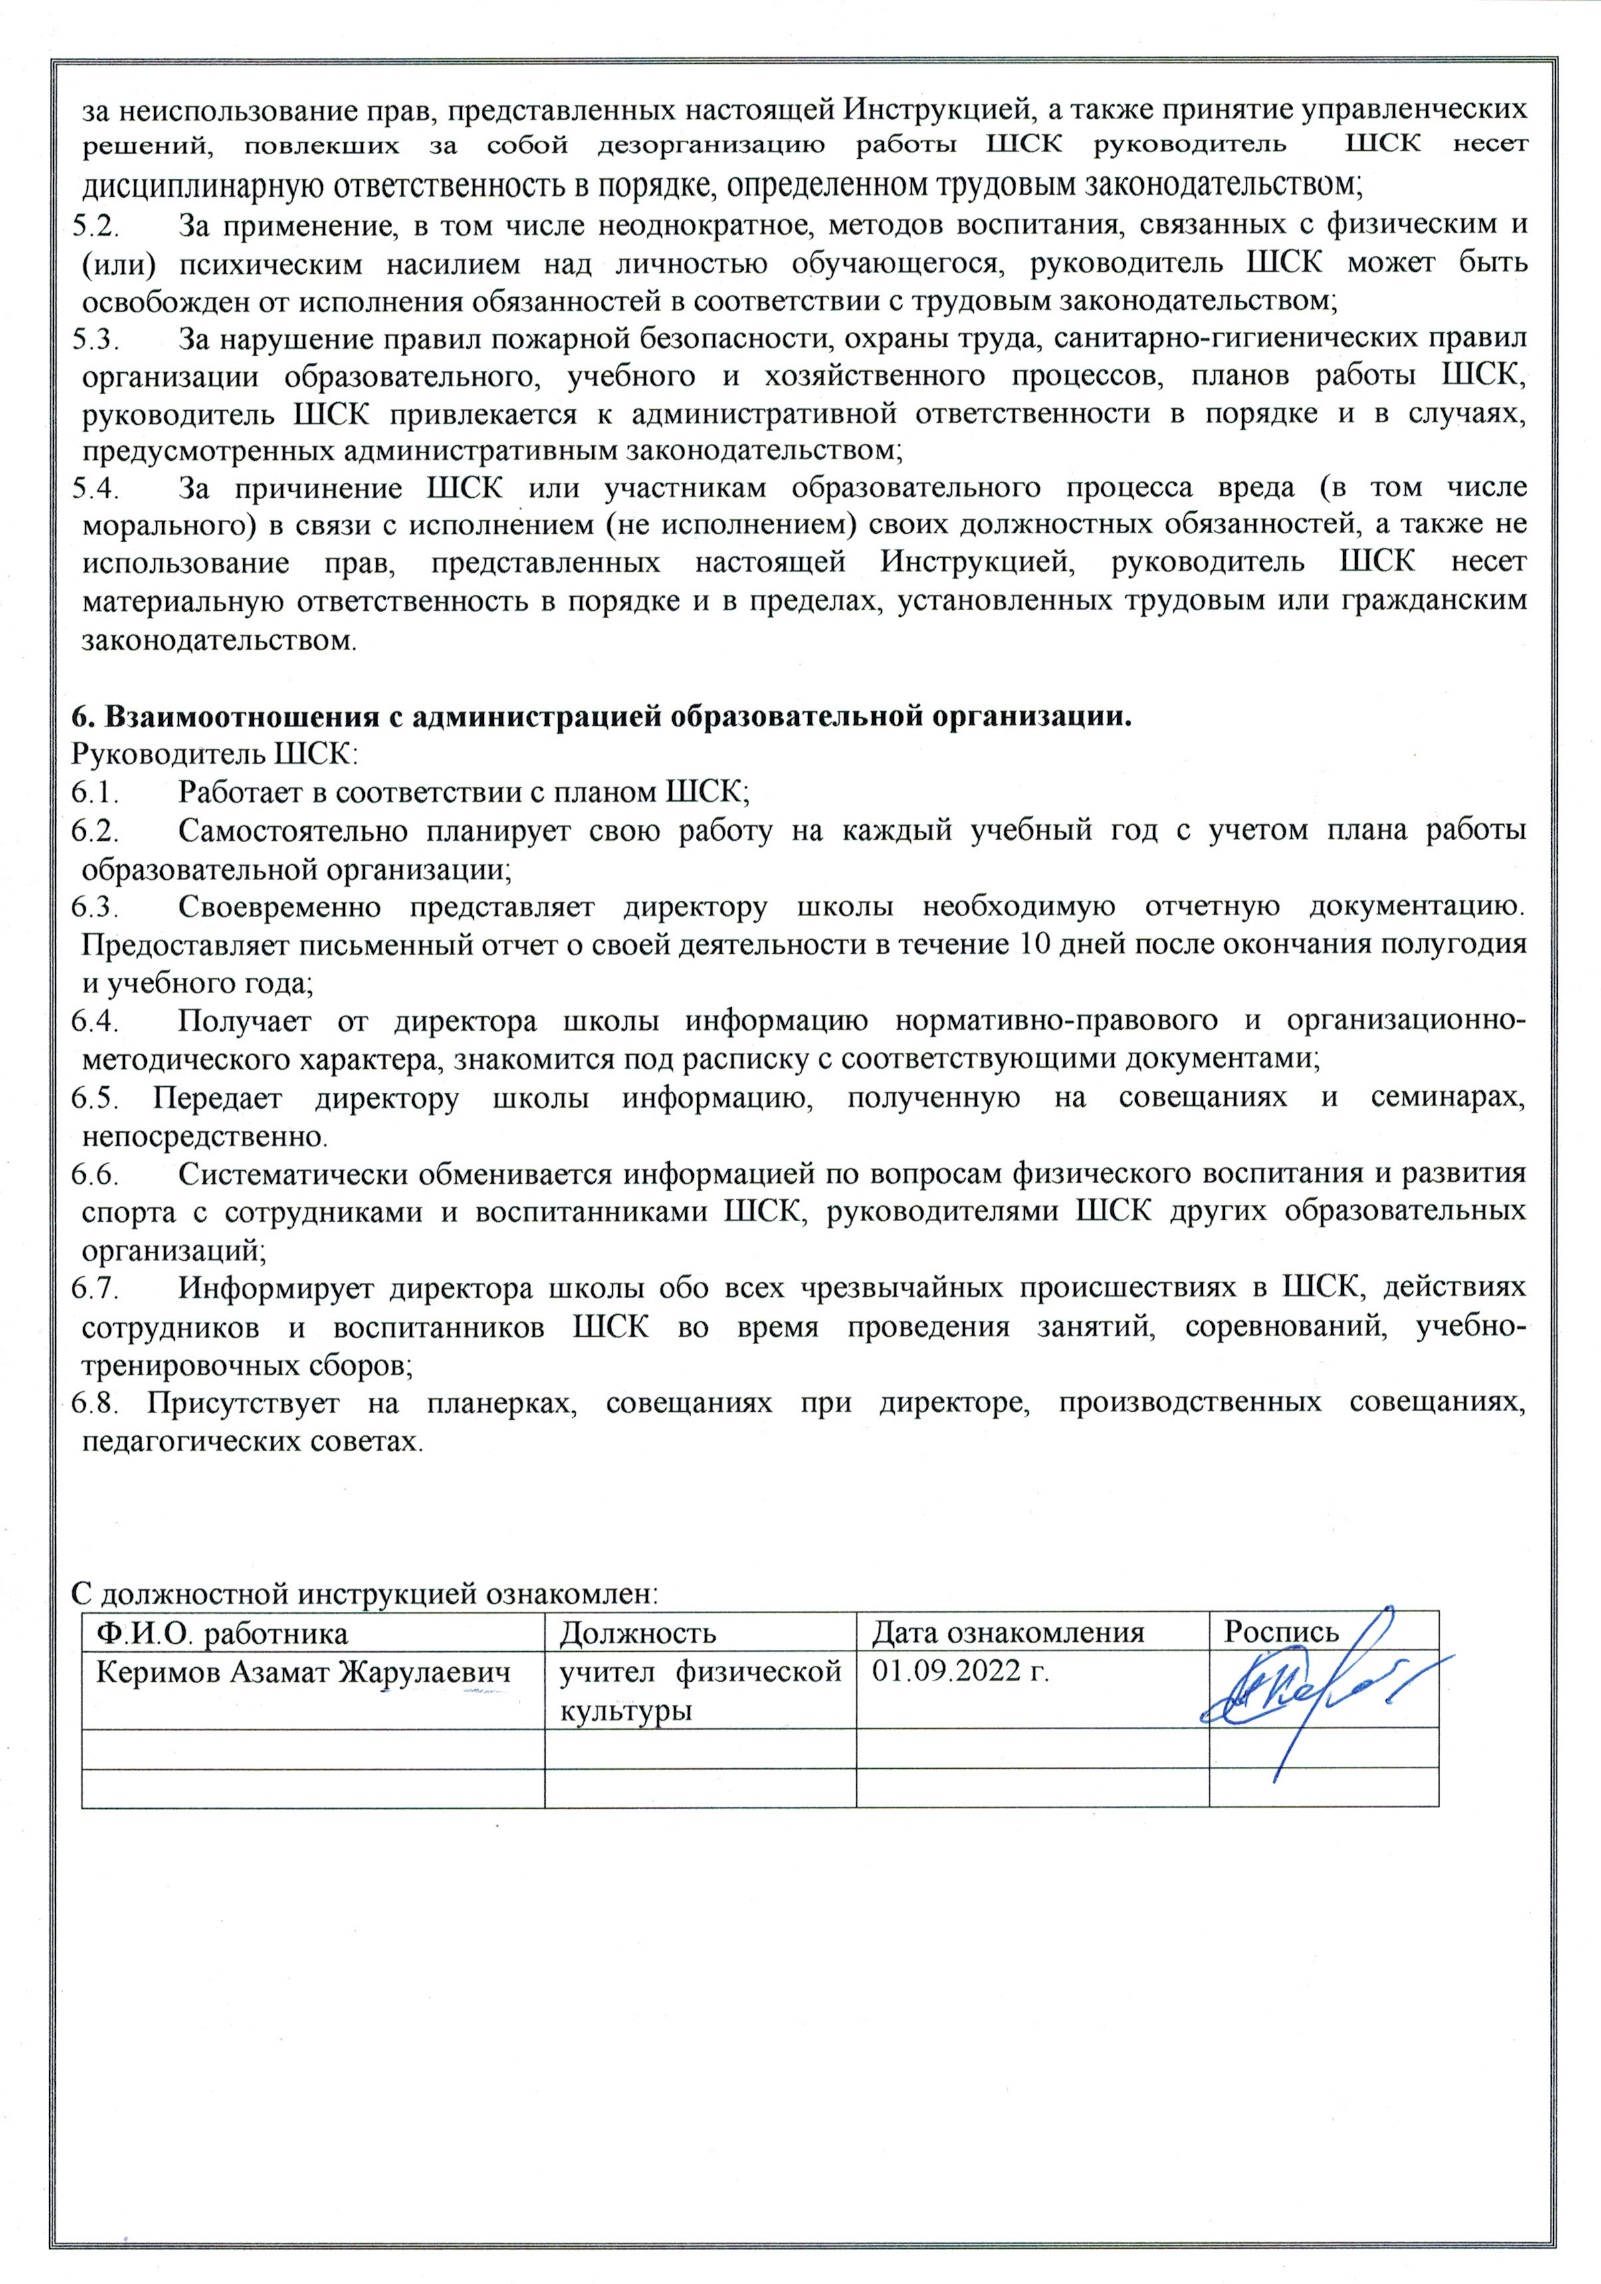 за неиспользование прав, представленных настоящей Инструкцией, а также принятие управленческих
решений, повлекших за собой дезорганизацию работы ШСК руководитель ШСК несет
дисциплинарную ответственность в порядке, определенном трудовым законодательством;
5.2. За применение, в том числе неоднократное, методов воспитания, связанных с физическим и
(или) психическим насилием над личностью обучающегося, руководитель ШСК может быть
освобожден от исполнения обязанностей в соответствии с трудовым законодательством;
5.3. За нарушение правил пожарной безопасности, охраны труда, санитарно-гигиенических правил
организации образовательного, учебного и хозяйственного процессов, планов работы ШСК,
руководитель ШСК привлекается к административной ответственности в порядке и в случаях,
предусмотренных административным законодательством;
5.4. За причинение ШСК или участникам образовательного процесса вреда (в том числе
морального) в связи с исполнением (не исполнением) своих должностных обязанностей, а также не
использование прав, представленных настоящей Инструкцией, руководитель ШСК несет
материальную ответственность в порядке и в пределах, установленных трудовым или гражданским
законодательством.
6. Взаимоотношения с администрацией образовательной организации.
Руководитель ШСК:
6.1. Работает в соответствии с планом ШСК;
6.2. Самостоятельно планирует свою работу на каждый учебный год с учетом плана работы
образовательной организации;
6.3. Своевременно представляет директору школы необходимую отчетную документацию.
Предоставляет письменный отчет о своей деятельности в течение 10 дней после окончания полугодия
и учебного года;
6.4. Получает от директора школы информацию нормативно-правового и организационно-
методического характера, знакомится под расписку с соответствующими документами;
6.5. Передает директору школы информацию, полученную на совещаниях и семинарах,
непосредственно.
6.6. Систематически обменивается информацией по вопросам физического воспитания и развития
спорта с сотрудниками и воспитанниками ШСК, руководителями ШСК других образовательных
организаций;
6.7. Информирует директора школы обо всех чрезвычайных происшествиях в ШСК, действиях
сотрудников и воспитанников ШСК во время проведения занятий, соревнований, учебно-
тренировочных сборов;
6.8. Присутствует на планерках, совещаниях при директоре, производственных совещаниях,
педагогических советах.
С должностной инструкцией ознакомлен:
Ф.И.О. работника Должность Дата ознакомления Роспись
Керимов Азамат Жарулаевич учител физической 01.09.2022 г.
культуры